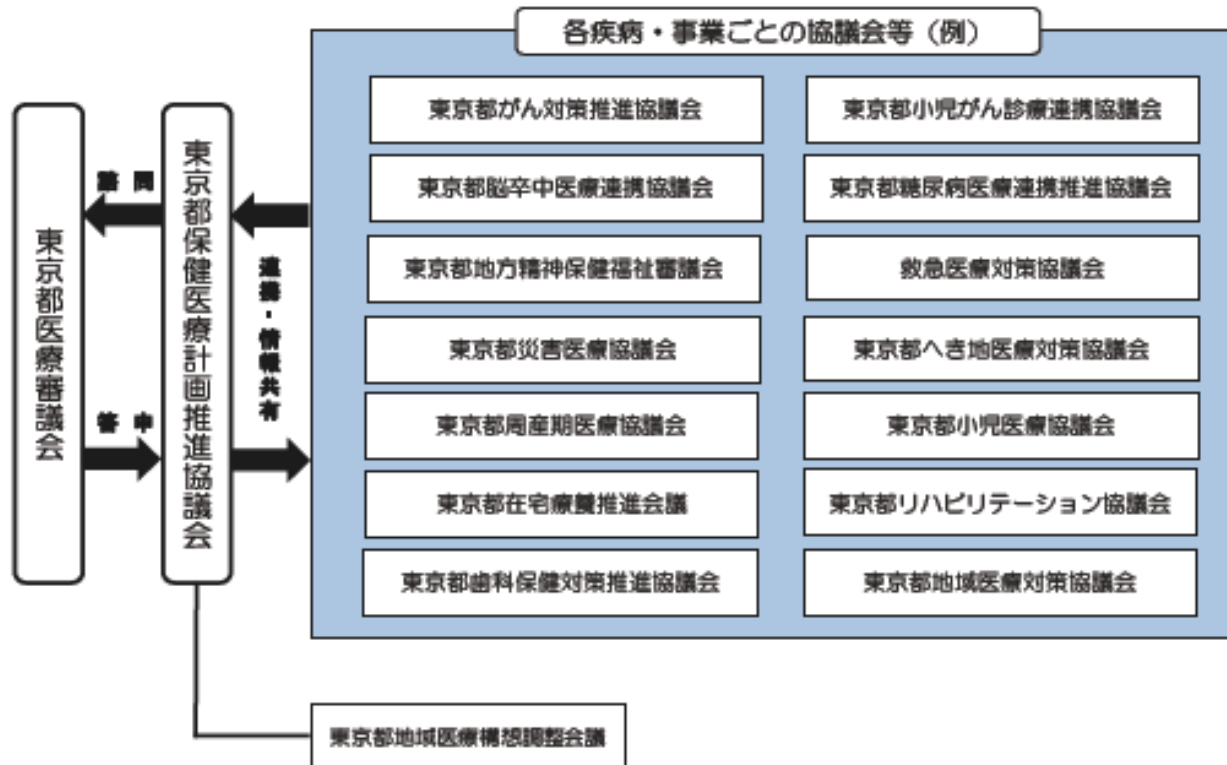 各疾病・事業ごとの協議会等（例）
東京都医療審議会
諮問
答申
東京都保健医療計画推進協議会
連携・情報共有
東京都がん対策推進協議会
東京都小児がん診療連携協議会
東京都脳卒中医療連携協議会
東京都糖尿病医療連携推進協議会
東京都地方精神保健福祉審議会
救急医療対策協議会
東京都災害医療協議会
東京都へき地医療対策協議会
東京都周産期医療協議会
東京都小児医療協議会
東京都在宅療養推進会議
東京都リハビリテーション協議会
東京都歯科保健対策推進協議会
東京都地域医療対策協議会
東京都地域医療構想調整会議